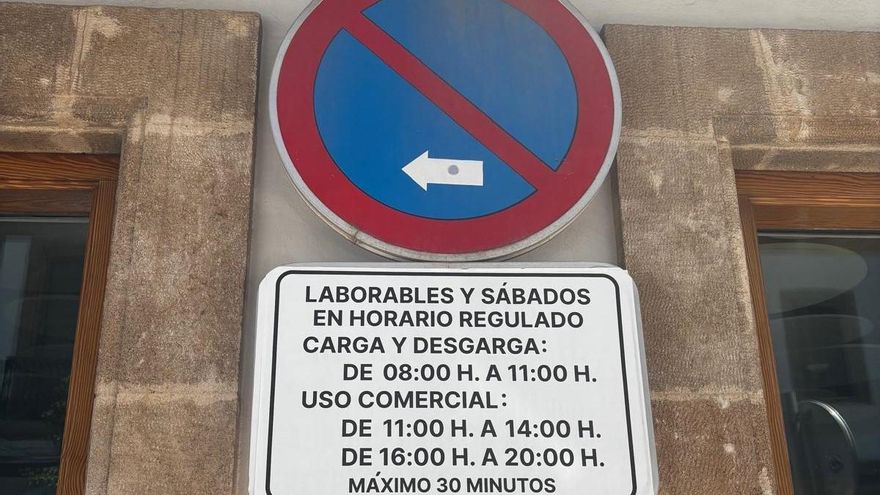 LABORABLES Y SÁBADOS
EN HORARIO REGULADO
CARGA Y DESGARGA:
DE 08:00 H. A 11:00 H.
USO COMERCIAL:
DE 11:00 H. A 14:00 H.
DE 16:00 H. A 20:00 H.
MÁXIMO 30 MINUTOS